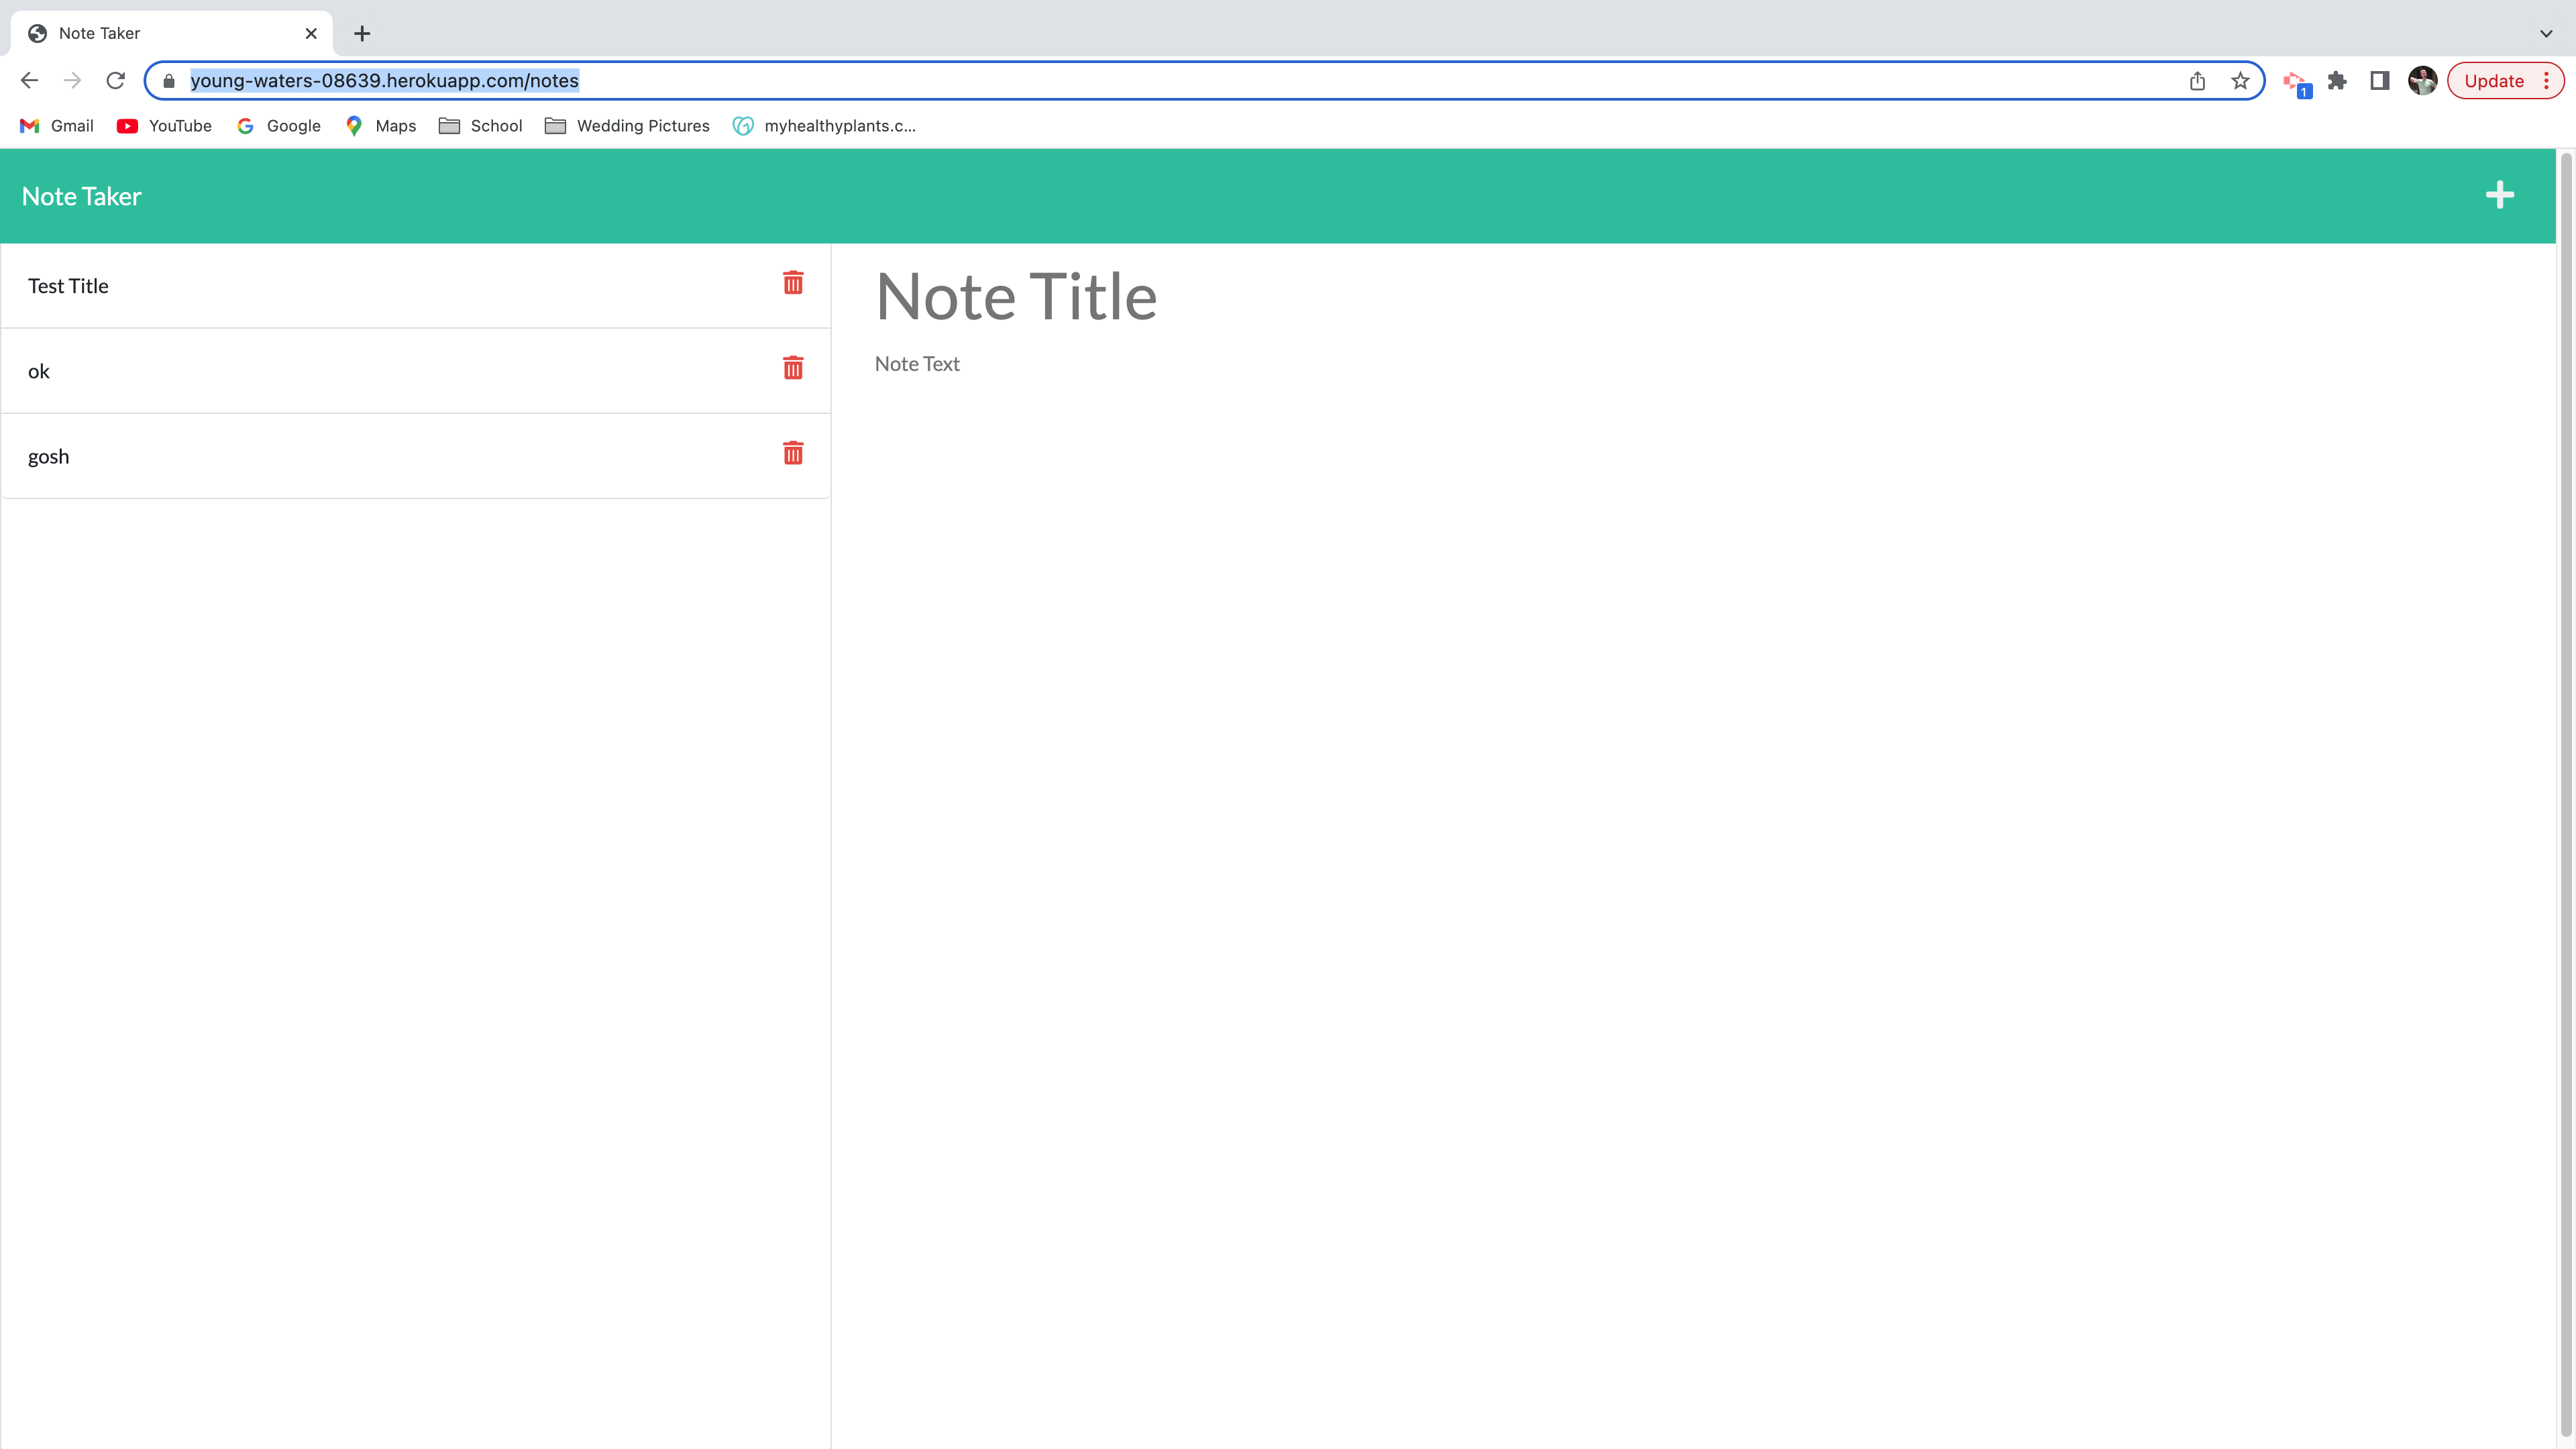 Note Taker
young-waters-08639.herokuapp.com/notes
1
Update
Gmail YouTube Google Maps School Wedding Pictures myhealthyplants.c...
Note Taker
Test Title
ok
gosh
Note Title
Note Text